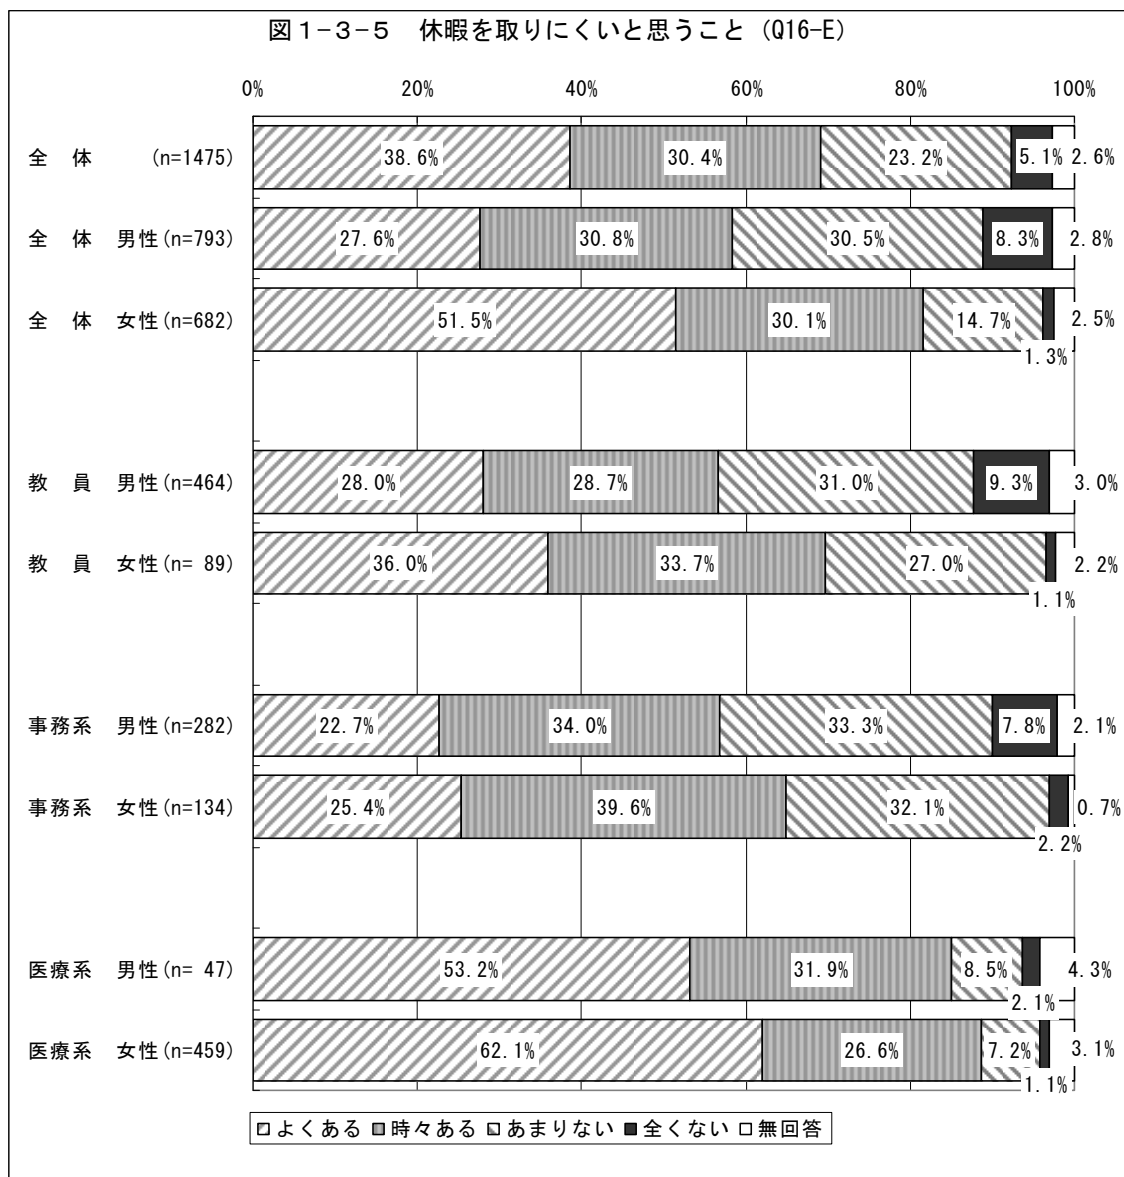 図1-3-5 休暇を取りにくいと思うこと (Q16-E)
0% 20% 40% 60% 80% 100%
全 体 (n=1475) 38.6% 30.4% 23.2% 5.1% 2.6%
全 体 男性(n=793) 27.6% 30.8% 30.5% 8.3% 2.8%
全 体 女性(n=682) 51.5% 30.1% 14.7% 1.3% 2.5%
教 員 男性(n=464) 28.0% 28.7% 31.0% 9.3% 3.0%
教 員 女性(n= 89) 36.0% 33.7% 27.0% 1.1% 2.2%
事務系 男性(n=282) 22.7% 34.0% 33.3% 7.8% 2.1%
事務系 女性(n=134) 25.4% 39.6% 32.1% 2.2% 0.7%
医療系 男性(n= 47) 53.2% 31.9% 8.5% 2.1% 4.3%
医療系 女性(n=459) 62.1% 26.6% 7.2% 1.1% 3.1%
よくある 時々ある あまりない 全くない 無回答